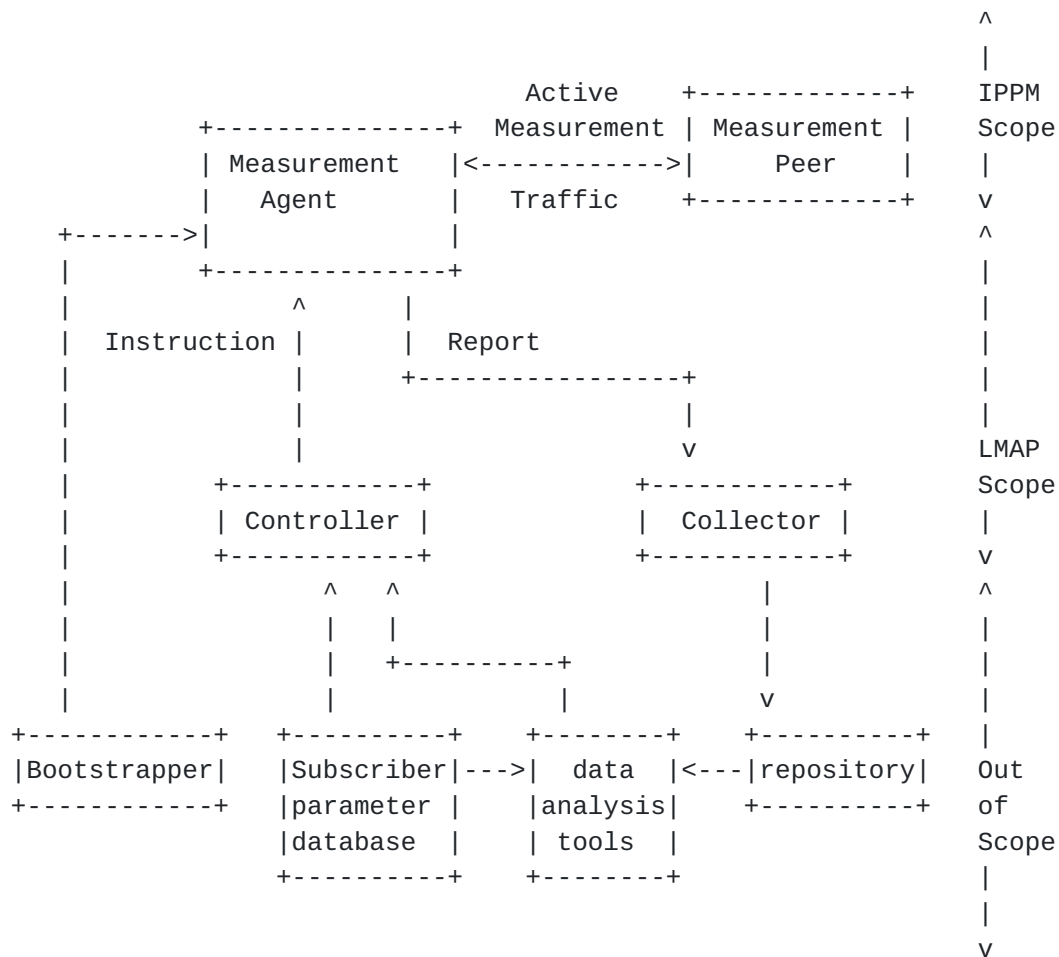 ^
                                                               |
                                  Active    +-------------+   IPPM
             +---------------+  Measurement | Measurement |   Scope
             | Measurement   |<------------>|     Peer    |    |
             |   Agent       |   Traffic    +-------------+    v
    +------->|               |                                 ^
    |        +---------------+                                 |
    |              ^      |                                    |
    |  Instruction |      |  Report                            |
    |              |      +-----------------+                  |
    |              |                        |                  |
    |              |                        v                 LMAP
    |         +------------+             +------------+       Scope
    |         | Controller |             |  Collector |        |
    |         +------------+             +------------+        v
    |                ^   ^                       |             ^
    |                |   |                       |             |
    |                |   +----------+            |             |
    |                |              |            v             |
+------------+   +----------+    +--------+    +----------+    |
|Bootstrapper|   |Subscriber|--->|  data  |<---|repository|   Out
+------------+   |parameter |    |analysis|    +----------+   of
                 |database  |    | tools  |                   Scope
                 +----------+    +--------+                    |
                                                               |
                                                               v